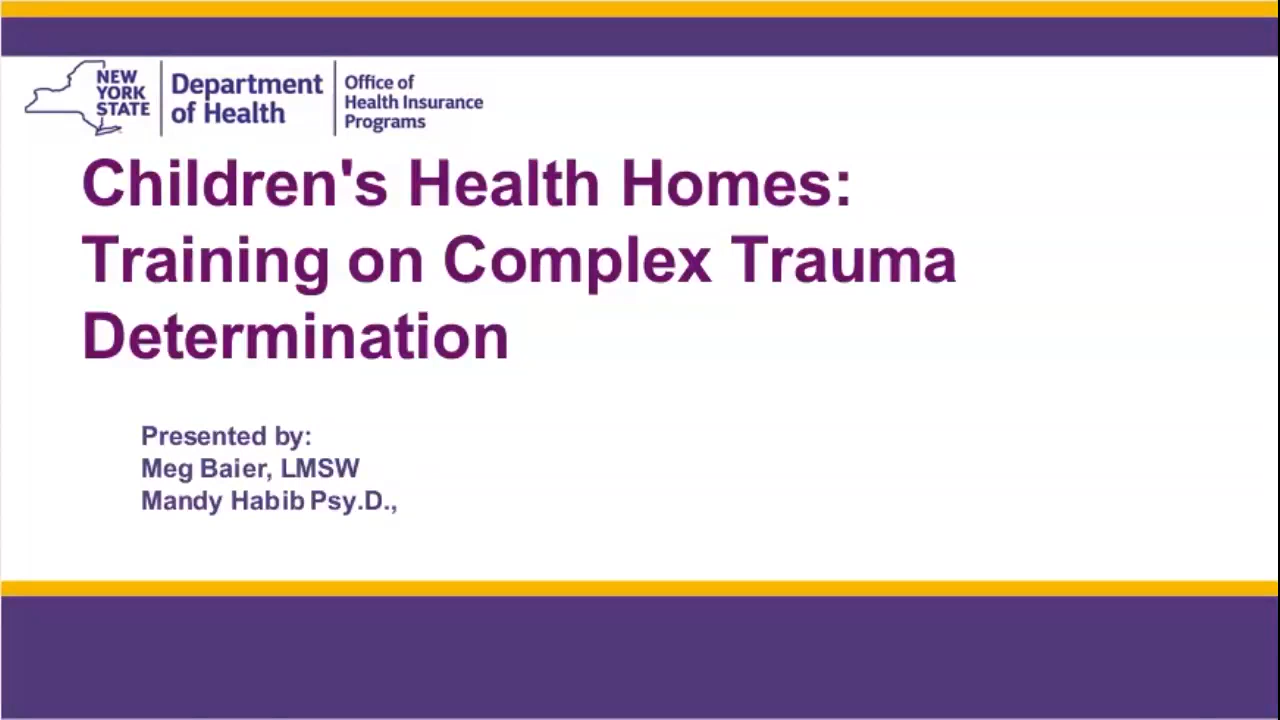 NEW
YORK
STATE
Department
of Health
Office of
Health Insurance
Programs
Children's Health Homes:
Training on Complex Trauma
Determination
Presented by:
Meg Baier, LMSW
Mandy Habib Psy.D.,